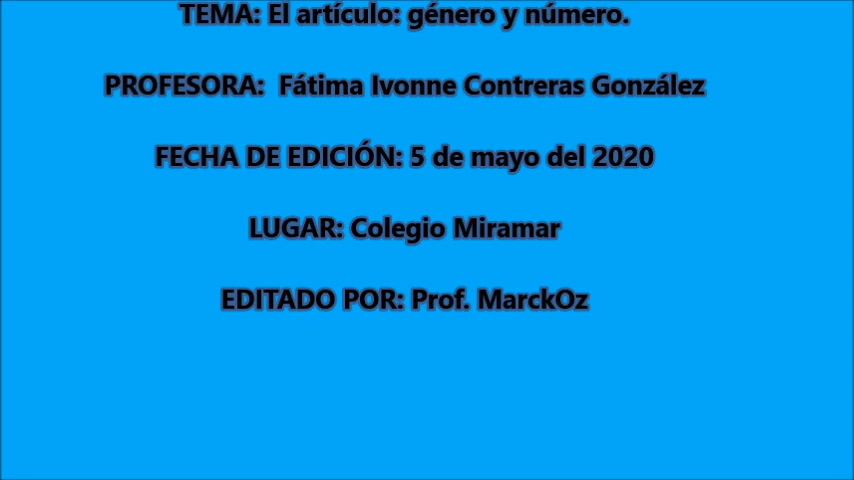 TEMA: El artículo: género y número.
PROFESORA: Fátima Ivonne Contreras González
FECHA DE EDICIÓN: 5 de mayo del 2020
LUGAR: Colegio Miramar
EDITADO POR: Prof. MarckOz